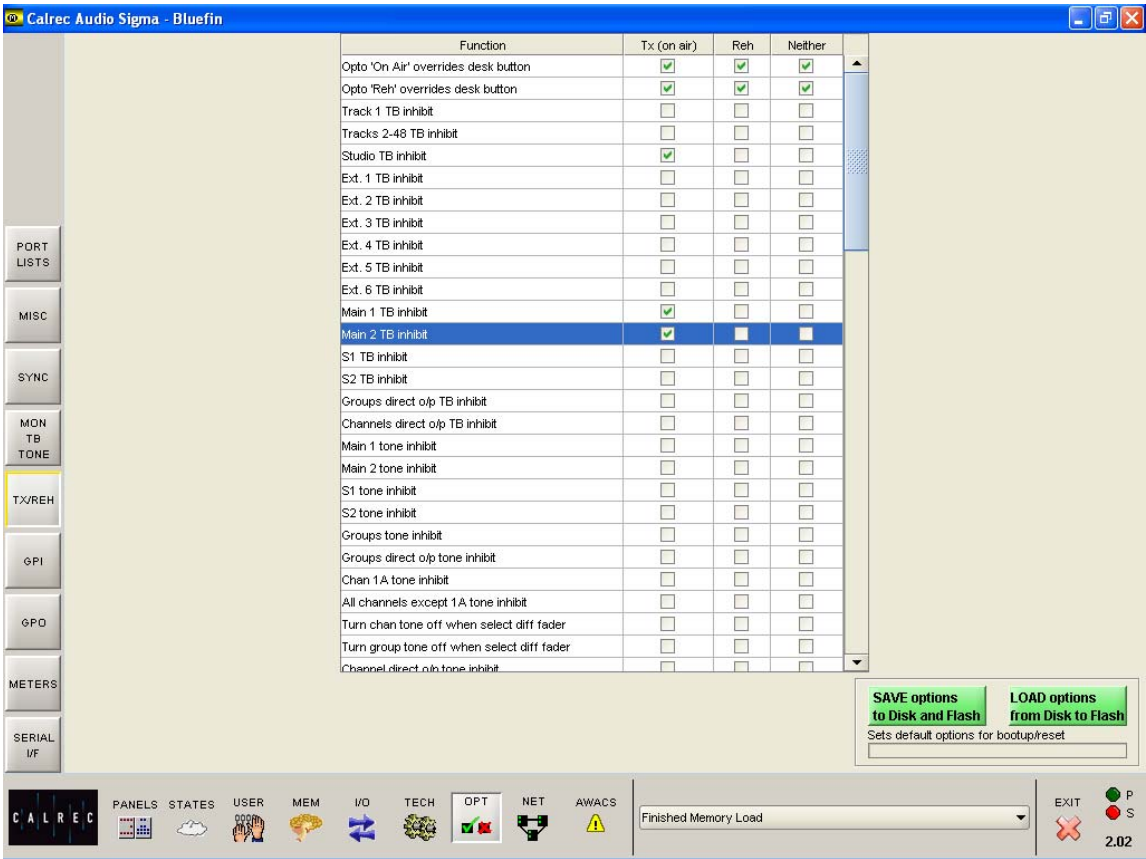 Calrec Audio Sigma - Bluefin
Function Tx (on air) Reh Neither
Opto 'On Air' overrides desk button
Opto 'Reh' overrides desk button
Track 1 TB inhibit
Tracks 2-48 TB inhibit
Studio TB inhibit
Ext. 1 TB inhibit
Ext. 2 TB inhibit
Ext. 3 TB inhibit
Ext. 4 TB inhibit
Ext. 5 TB inhibit
Ext. 6 TB inhibit
Main 1 TB inhibit
Main 2 TB inhibit
S1 TB inhibit
S2 TB inhibit
Groups direct o/p TB inhibit
Channels direct o/p TB inhibit
Main 1 tone inhibit
Main 2 tone inhibit
S1 tone inhibit
S2 tone inhibit
Groups tone inhibit
Groups direct o/p tone inhibit
Chan 1A tone inhibit
All channels except 1A tone inhibit
Turn chan tone off when select diff fader
Turn group tone off when select diff fader
Channel direct o/p tone inhibit
PORT
LISTS
MISC
SYNC
MON
TB
TONE
TX/REH
GPI
GPO
METERS
SERIAL
I/F
SAVE options
to Disk and Flash
LOAD options
from Disk to Flash
Sets default options for bootup/reset
CALREC
PANELS STATES USER MEM I/O TECH OPT NET AWACS
Finished Memory Load
EXIT
P
S
2.02